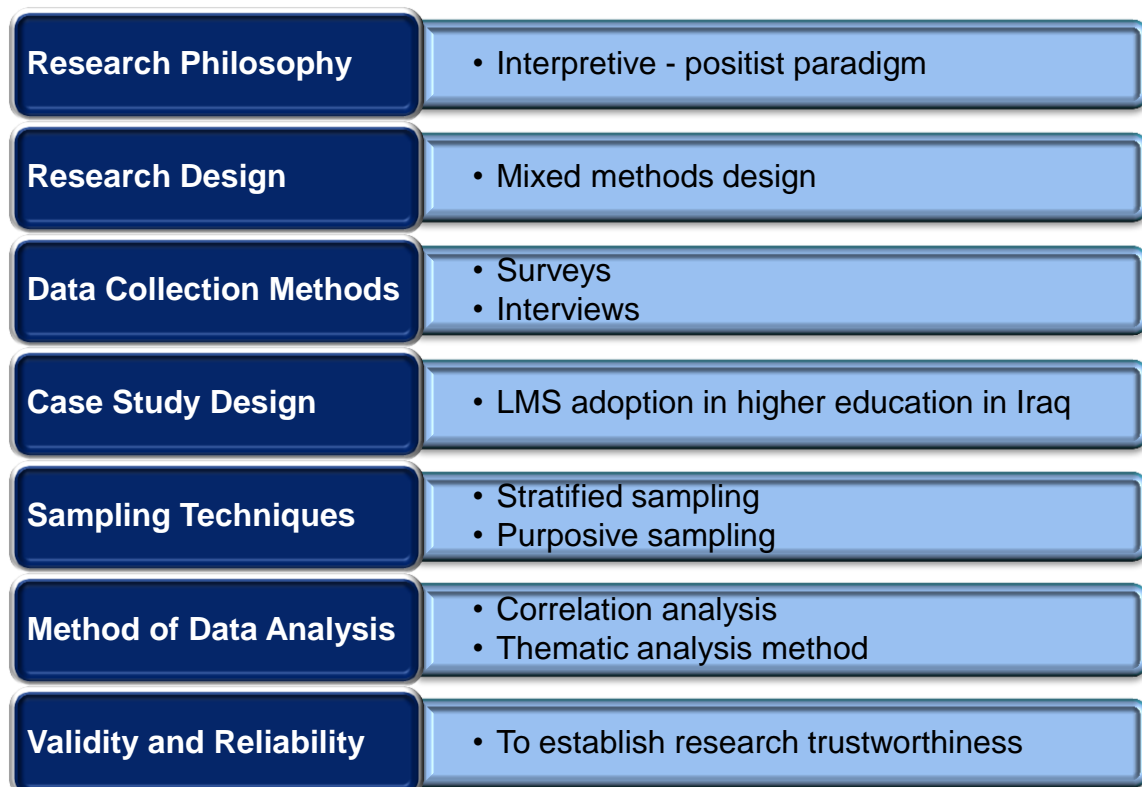 Research Philosophy
• Interpretive - positist paradigm
Research Design
• Mixed methods design
Data Collection Methods
• Surveys
• Interviews
Case Study Design
• LMS adoption in higher education in Iraq
Sampling Techniques
• Stratified sampling
• Purposive sampling
Method of Data Analysis
• Correlation analysis
• Thematic analysis method
Validity and Reliability
• To establish research trustworthiness